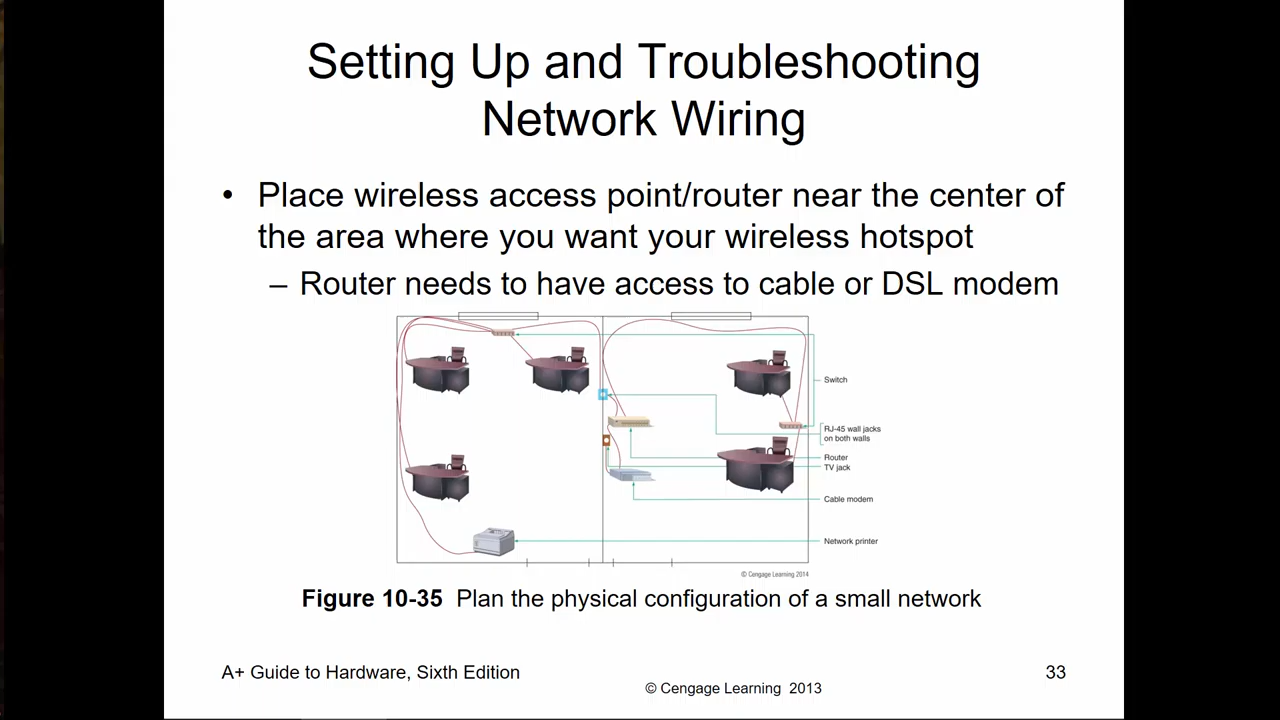 Setting Up and Troubleshooting
Network Wiring
• Place wireless access point/router near the center of
the area where you want your wireless hotspot
– Router needs to have access to cable or DSL modem
Switch
RJ-45 wall jacks
on both walls
Router
TV jack
Cable modem
Network printer
© Cengage Learning 2014
Figure 10-35 Plan the physical configuration of a small network
A+ Guide to Hardware, Sixth Edition
33
© Cengage Learning 2013